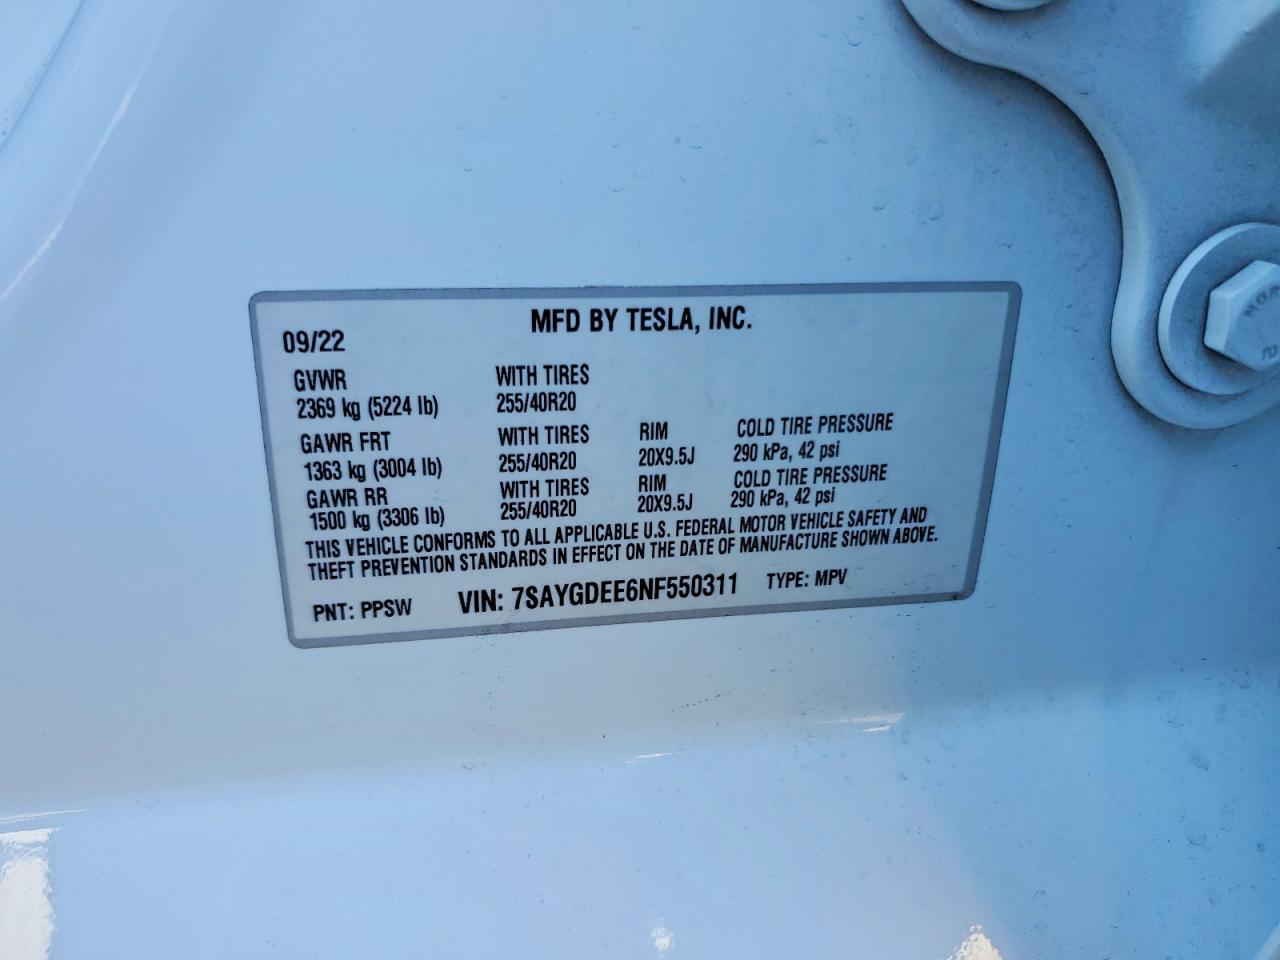 MFD BY TESLA, INC.
09/22
GVWR WITH TIRES
2369 kg (5224 lb) 255/40R20
GAWR FRT WITH TIRES RIM COLD TIRE PRESSURE
1363 kg (3004 lb) 255/40R20 20X9.5J 290 kPa, 42 psi
GAWR RR WITH TIRES RIM COLD TIRE PRESSURE
1500 kg (3306 lb) 255/40R20 20X9.5J 290 kPa, 42 psi
THIS VEHICLE CONFORMS TO ALL APPLICABLE U.S. FEDERAL MOTOR VEHICLE SAFETY AND
THEFT PREVENTION STANDARDS IN EFFECT ON THE DATE OF MANUFACTURE SHOWN ABOVE.
PNT: PPSW VIN: 7SAYGDEE6NF550311 TYPE: MPV